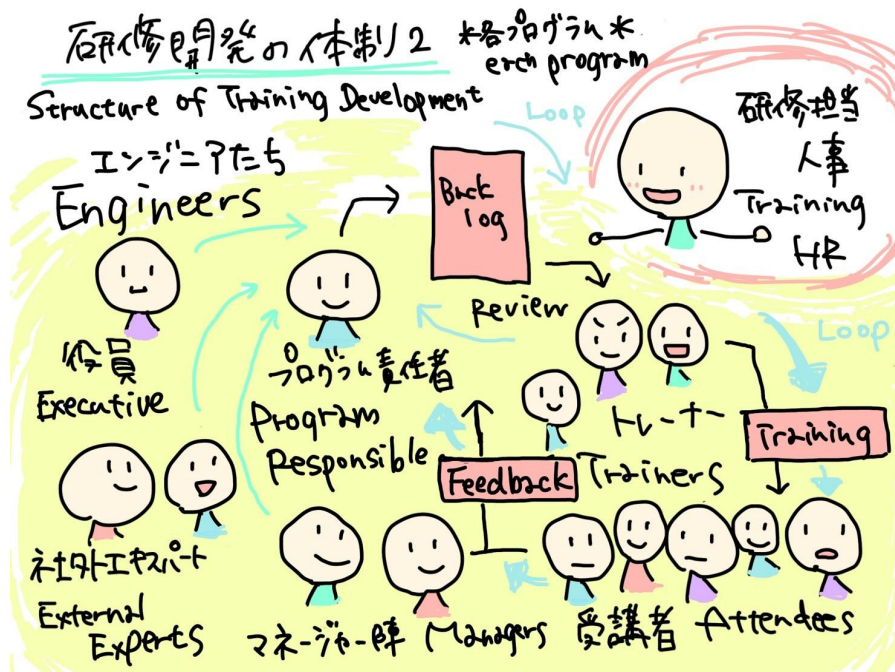 研修開発の体制2
*各プログラム*
each program
Structure of Training Development
Loop
研修担当
人事
Training
HR
エンジニアたち
Engineers
Back
log
Review
Loop
役員
Executive
プログラム責任者
Program
Responsible
トレーナー
Trainers
Training
Feedback
社外エキスパート
External
Experts
マネージャー陣 Managers
受講者 Attendees